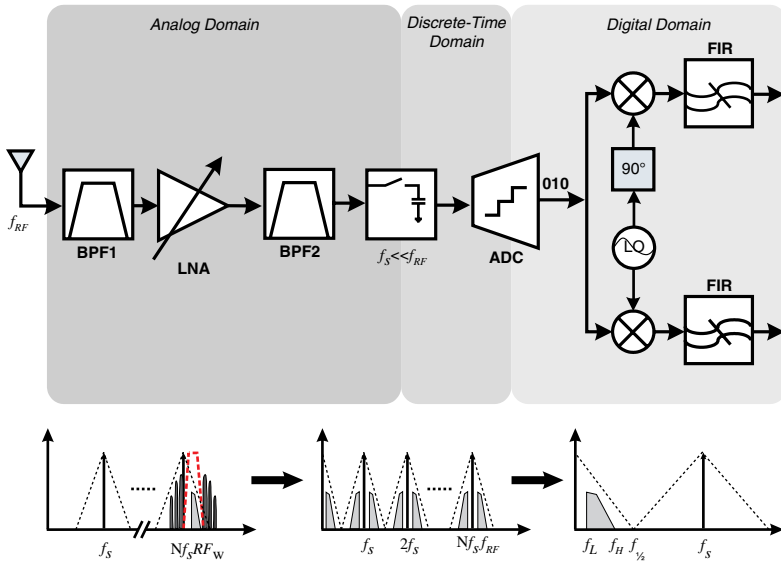 Analog Domain
Discrete-Time
Domain
Digital Domain
FIR
90°
010
f_RF
BPF1
LNA
BPF2
f_S<<f_RF
ADC
LO
FIR
f_S
Nf_S RF_W
f_S
2f_S
Nf_S f_RF
f_L
f_H
f_½
f_S